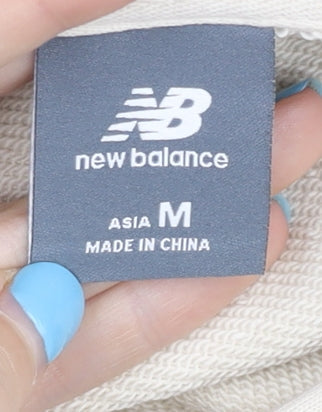 NB
new balance
ASIA M
MADE IN CHINA